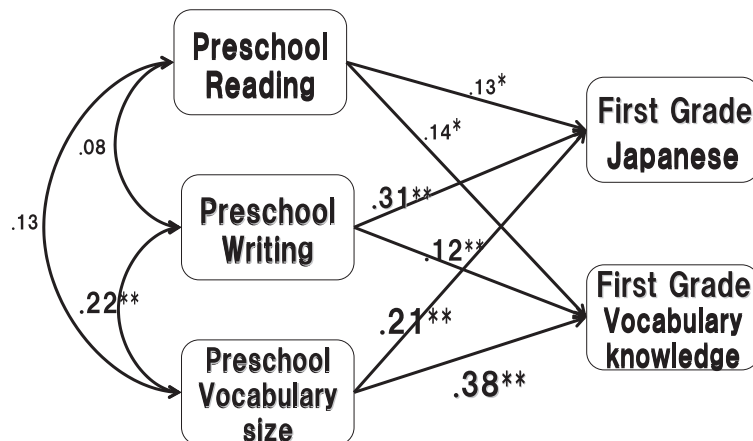 Preschool
Reading
.13*
First Grade
Japanese
.14*
.08
.31**
Preschool
Writing
.13
.12**
.22**
.21**
First Grade
Vocabulary
knowledge
Preschool
Vocabulary
size
.38**